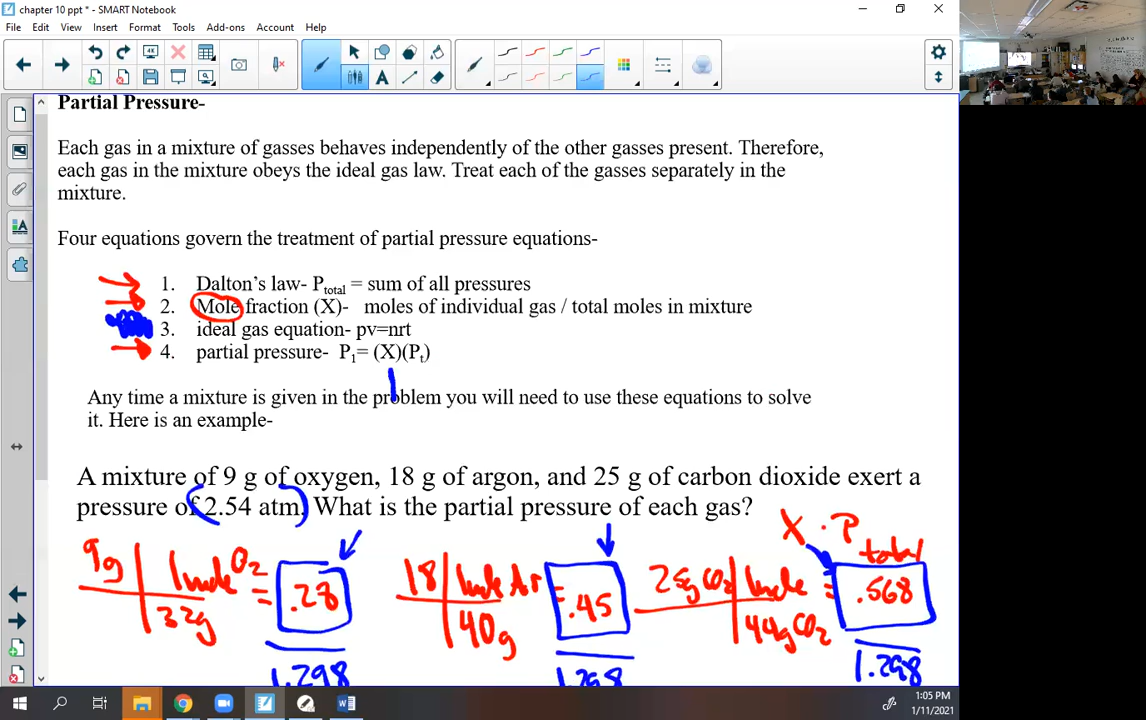 chapter 10 ppt * - SMART Notebook
File Edit View Insert Format Tools Add-ons Account Help
Partial Pressure-
Each gas in a mixture of gasses behaves independently of the other gasses present. Therefore,
each gas in the mixture obeys the ideal gas law. Treat each of the gasses separately in the
mixture.
Four equations govern the treatment of partial pressure equations-
1. Dalton's law- Ptotal = sum of all pressures
2. Mole fraction (X)- moles of individual gas / total moles in mixture
3. ideal gas equation- pv=nrt
4. partial pressure- P1= (X)(Pt)
Any time a mixture is given in the problem you will need to use these equations to solve
it. Here is an example-
A mixture of 9 g of oxygen, 18 g of argon, and 25 g of carbon dioxide exert a
pressure of 2.54 atm. What is the partial pressure of each gas?
X · P total
9g 1 mole O2 = .28 18 1 mole Ar = .45 25g CO2 1 mole = .568
32g 40g 44g CO2
1.298 1.298 1.298
1:05 PM
1/11/2021